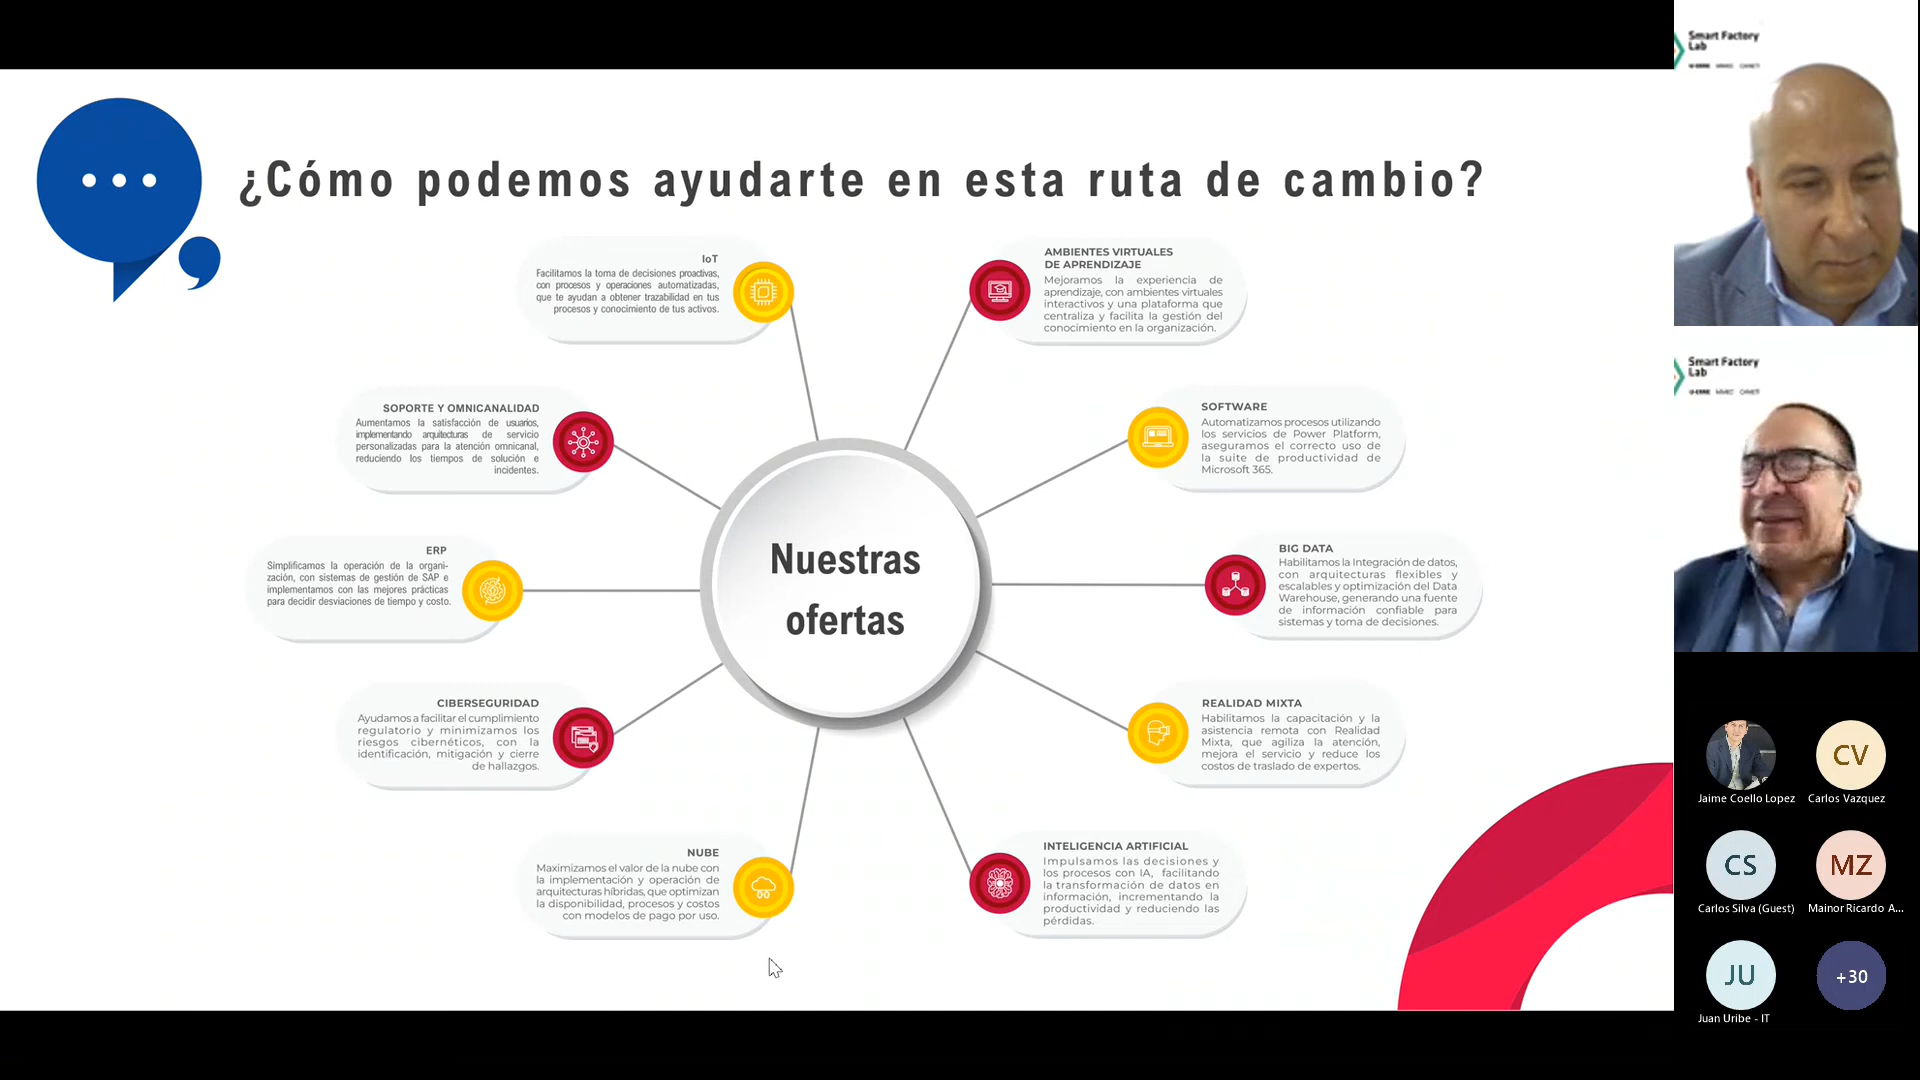 ¿Cómo podemos ayudarte en esta ruta de cambio?
IoT
Facilitamos la toma de decisiones proactivas,
con procesos y operaciones automatizadas,
que te ayudan a obtener trazabilidad en tus
procesos y conocimiento de tus activos.
AMBIENTES VIRTUALES
DE APRENDIZAJE
Mejoramos la experiencia de
aprendizaje, con ambientes virtuales
interactivos y una plataforma que
centraliza y facilita la gestión del
conocimiento en la organización.
SOPORTE Y OMNICANALIDAD
Aumentamos la satisfacción de usuarios,
implementando arquitecturas de servicio
personalizadas para la atención omnicanal,
reduciendo los tiempos de solución e
incidentes.
SOFTWARE
Automatizamos procesos utilizando
los servicios de Power Platform,
aseguramos el correcto uso de
la suite de productividad de
Microsoft 365.
ERP
Simplificamos la operación de la organi-
zación, con sistemas de gestión de SAP e
implementamos con las mejores prácticas
para decidir desviaciones de tiempo y costo.
Nuestras
ofertas
BIG DATA
Habilitamos la Integración de datos,
con arquitecturas flexibles y
escalables y optimización del Data
Warehouse, generando una fuente
de información confiable para
sistemas y toma de decisiones.
CIBERSEGURIDAD
Ayudamos a facilitar el cumplimiento
regulatorio y minimizamos los
riesgos cibernéticos, con la
identificación, mitigación y cierre
de hallazgos.
REALIDAD MIXTA
Habilitamos la capacitación y la
asistencia remota con Realidad
Mixta, que agiliza la atención,
mejora el servicio y reduce los
costos de traslado de expertos.
NUBE
Maximizamos el valor de la nube con
la implementación y operación de
arquitecturas híbridas, que optimizan
la disponibilidad, procesos y costos
con modelos de pago por uso.
INTELIGENCIA ARTIFICIAL
Impulsamos las decisiones y
los procesos con IA, facilitando
la transformación de datos en
información, incrementando la
productividad y reduciendo las
pérdidas.
Smart Factory
Lab
Smart Factory
Lab
CV
Jaime Coello Lopez
Carlos Vazquez
CS
MZ
Carlos Silva (Guest)
Mainor Ricardo A...
JU
+30
Juan Uribe - IT